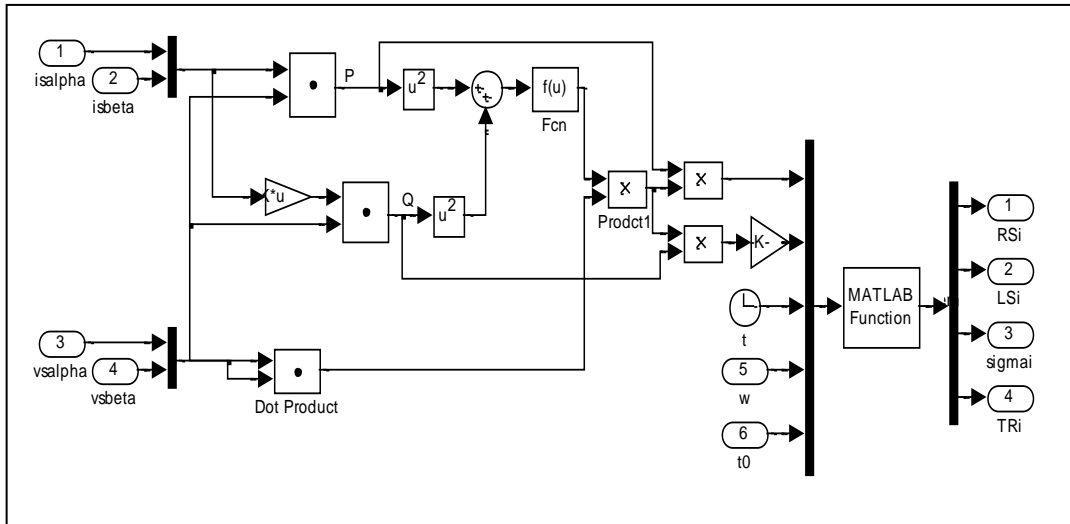 1
isalpha
2
isbeta
P
u2
f(u)
Fcn
K*u
Q
u2
X
Prodct1
X
X
-K-
3
vsalpha
4
vsbeta
Dot Product
t
5
w
6
t0
MATLAB
Function
1
RSi
2
LSi
3
sigmai
4
TRi